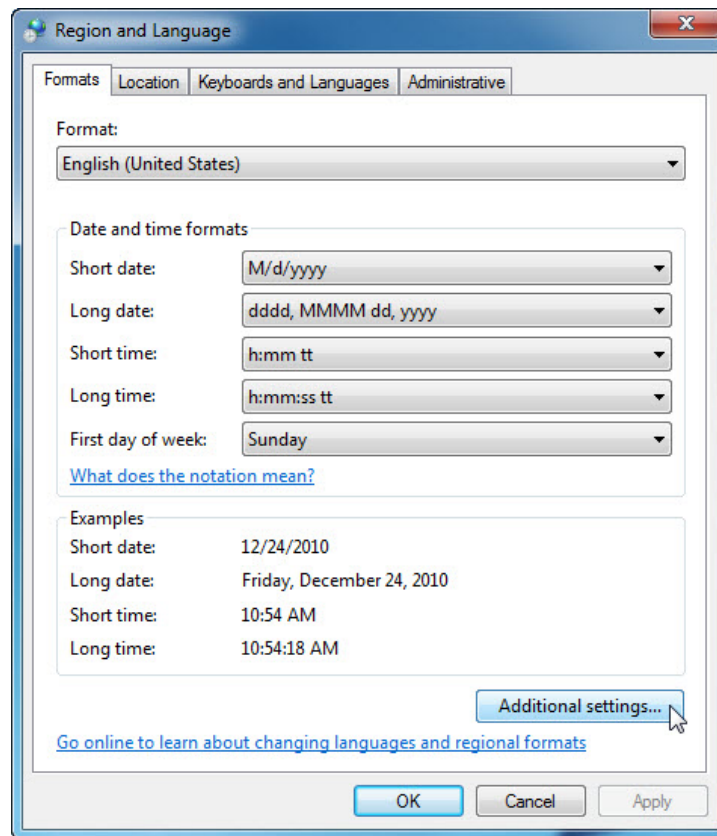 Region and Language
Formats Location Keyboards and Languages Administrative
Format:
English (United States)
Date and time formats
Short date: M/d/yyyy
Long date: dddd, MMMM dd, yyyy
Short time: h:mm tt
Long time: h:mm:ss tt
First day of week: Sunday
What does the notation mean?
Examples
Short date: 12/24/2010
Long date: Friday, December 24, 2010
Short time: 10:54 AM
Long time: 10:54:18 AM
Additional settings...
Go online to learn about changing languages and regional formats
OK Cancel Apply